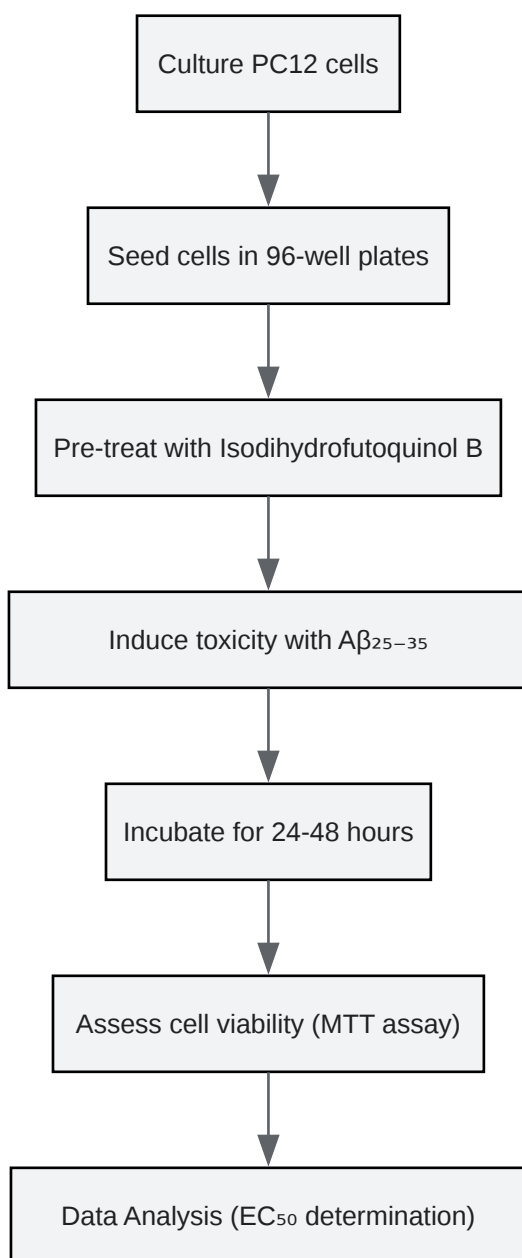 Culture PC12 cells
Seed cells in 96-well plates
Pre-treat with Isodihydrofutoquinol B
Induce toxicity with Aβ₂₅₋₃₅
Incubate for 24-48 hours
Assess cell viability (MTT assay)
Data Analysis (EC₅₀ determination)